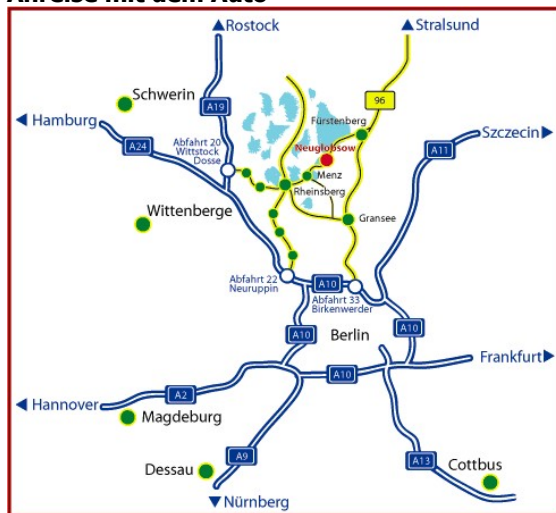 Anreise mit dem Auto
Rostock
Stralsund
Schwerin
A19
96
Hamburg
Fürstenberg
Szczecin
A24
Abfahrt 20
Wittstock
Dosse
Neuglobsow
A11
Menz
Rheinsberg
Wittenberge
Gransee
Abfahrt 22
Neuruppin
A10
Abfahrt 33
Birkenwerder
A10
Berlin
A10
Frankfurt
A10
A2
Hannover
Magdeburg
A9
A13
Dessau
Cottbus
Nürnberg